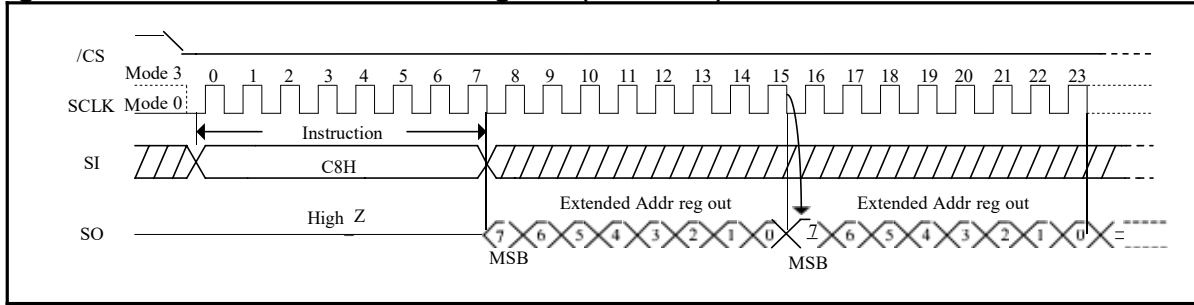 /CS
Mode 3 0 1 2 3 4 5 6 7 8 9 10 11 12 13 14 15 16 17 18 19 20 21 22 23
SCLK Mode 0
Instruction
SI C8H
Extended Addr reg out Extended Addr reg out
High_Z
SO 7 6 5 4 3 2 1 0 7 6 5 4 3 2 1 0
MSB MSB